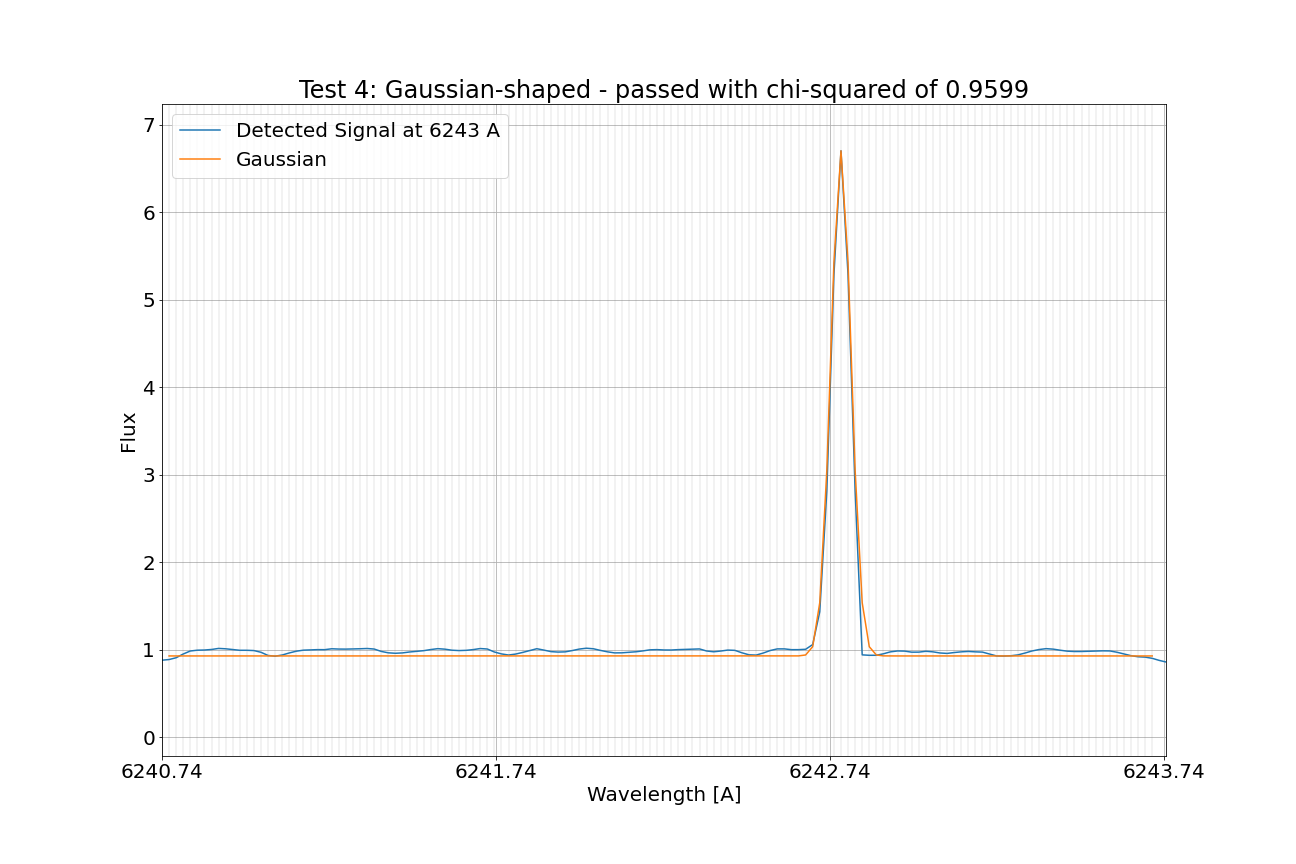 Test 4: Gaussian-shaped - passed with chi-squared of 0.9599
Detected Signal at 6243 A
Gaussian
7
6
5
4
3
2
1
0
Flux
6240.74 6241.74 6242.74 6243.74
Wavelength [A]